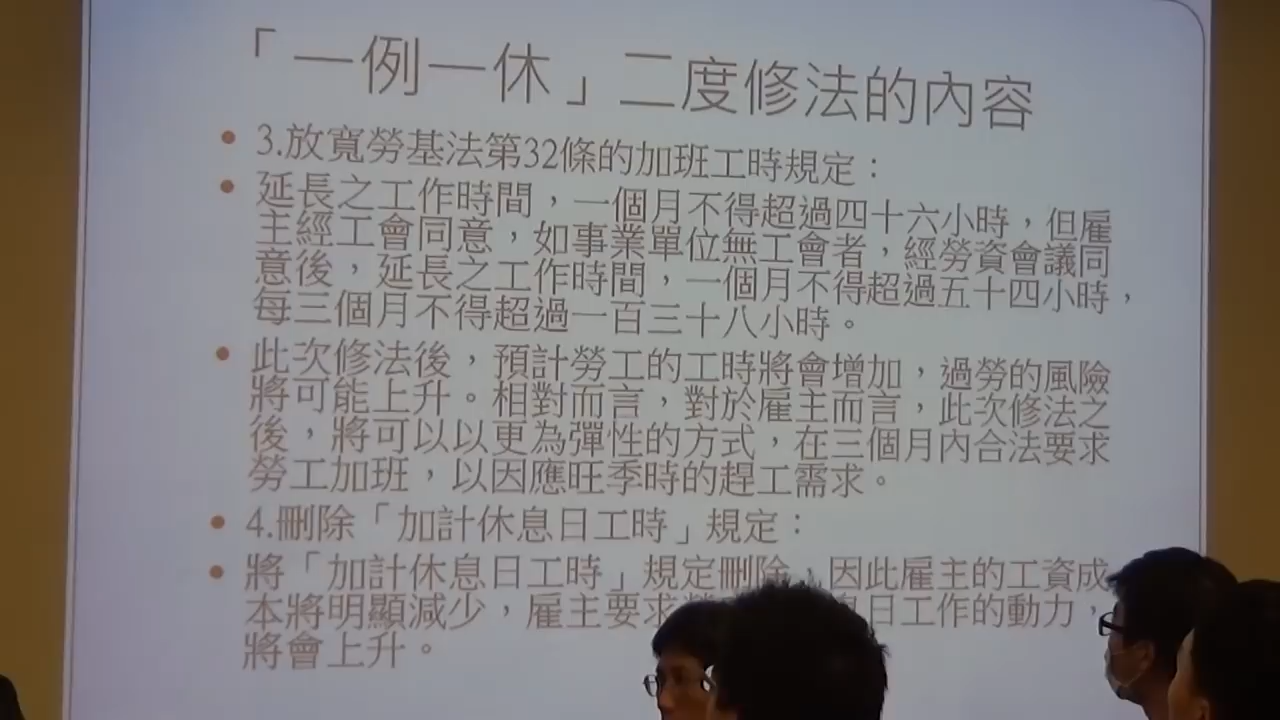 「一例一休」二度修法的內容
• 3.放寬勞基法第32條的加班工時規定：
• 延長之工作時間，一個月不得超過四十六小時，但雇
主經工會同意，如事業單位無工會者，經勞資會議同
意後，延長之工作時間，一個月不得超過五十四小時，
每三個月不得超過一百三十八小時。
• 此次修法後，預計勞工的工時將會增加，過勞的風險
將可能上升。相對而言，對於雇主而言，此次修法之
後，將可以以更為彈性的方式，在三個月內合法要求
勞工加班，以因應旺季時的趕工需求。
• 4.刪除「加計休息日工時」規定：
• 將「加計休息日工時」規定刪除，因此雇主的工資成
本將明顯減少，雇主要求 息日工作的動力，
將會上升。